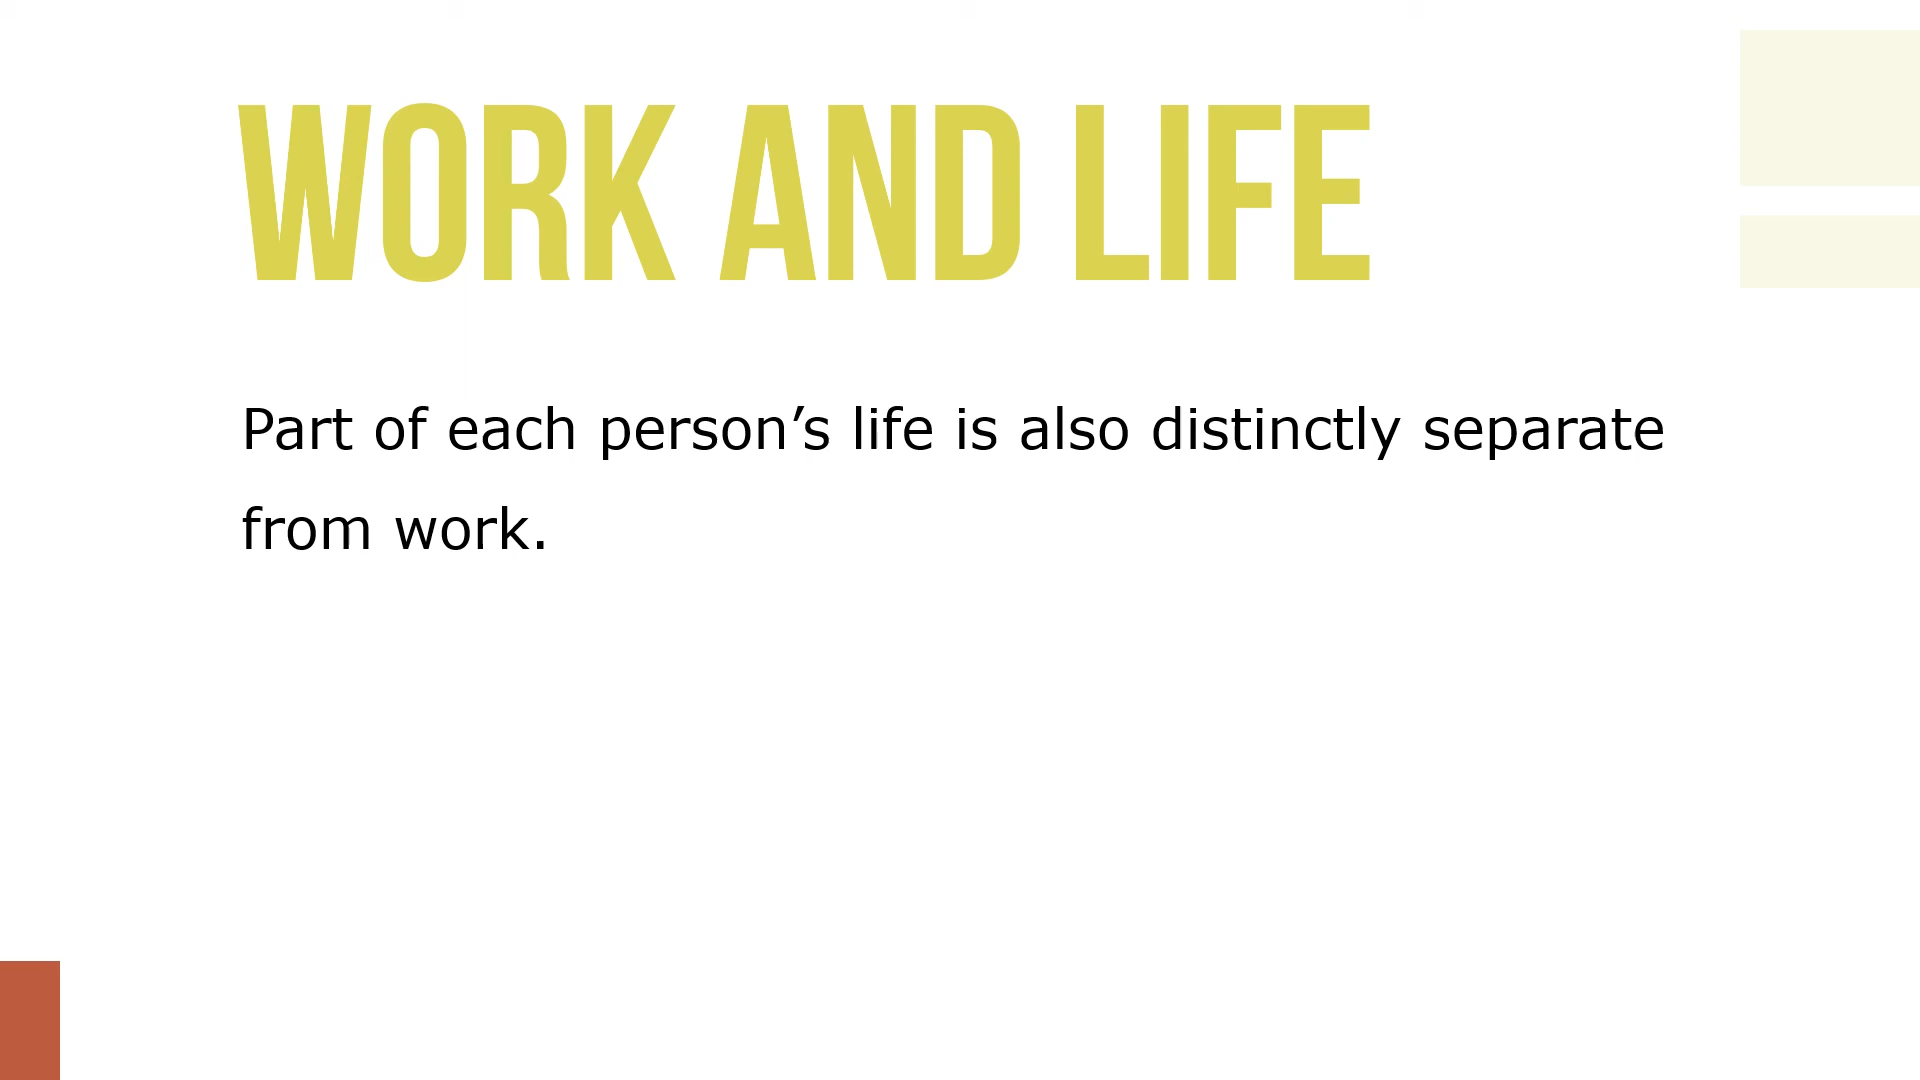 WORK AND LIFE
Part of each person’s life is also distinctly separate
from work.